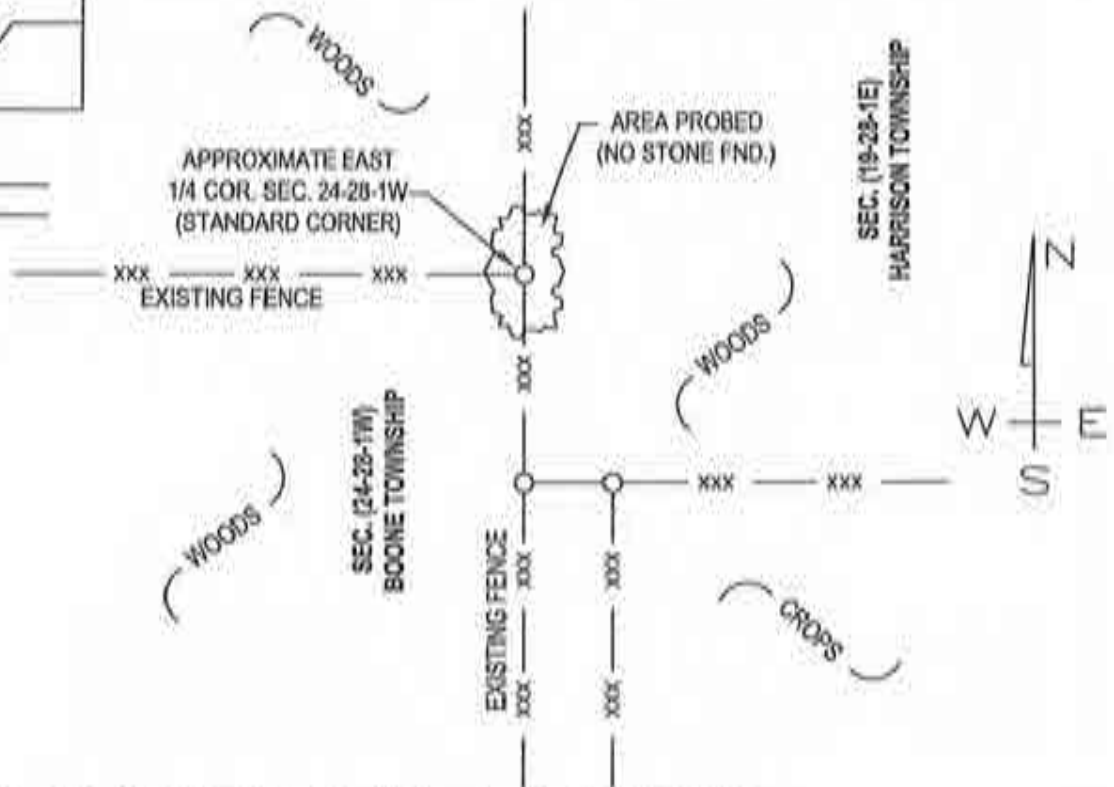 WOODS
AREA PROBED
(NO STONE FND.)
APPROXIMATE EAST
1/4 COR. SEC. 24-28-1W
(STANDARD CORNER)
SEC. (19-28-1E)
HARRISON TOWNSHIP
XXX
XXX XXX XXX
EXISTING FENCE
WOODS
N
XXX
W E
S
SEC. (24-28-1W)
BOONE TOWNSHIP
XXX XXX
WOODS
EXISTING FENCE
XXX XXX
CROPS
XXX XXX